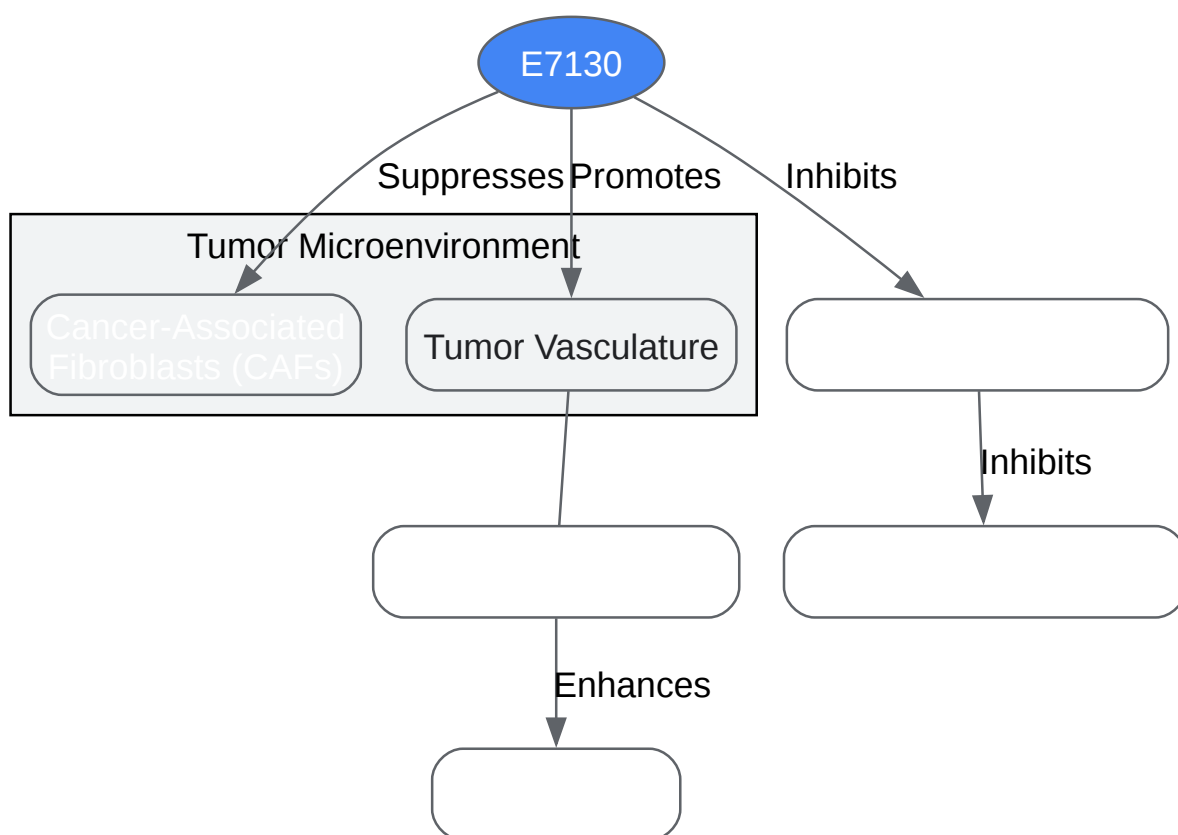 E7130
Suppresses
Promotes
Inhibits
Tumor Microenvironment
Cancer-Associated
Fibroblasts (CAFs)
Tumor Vasculature
Inhibits
Enhances